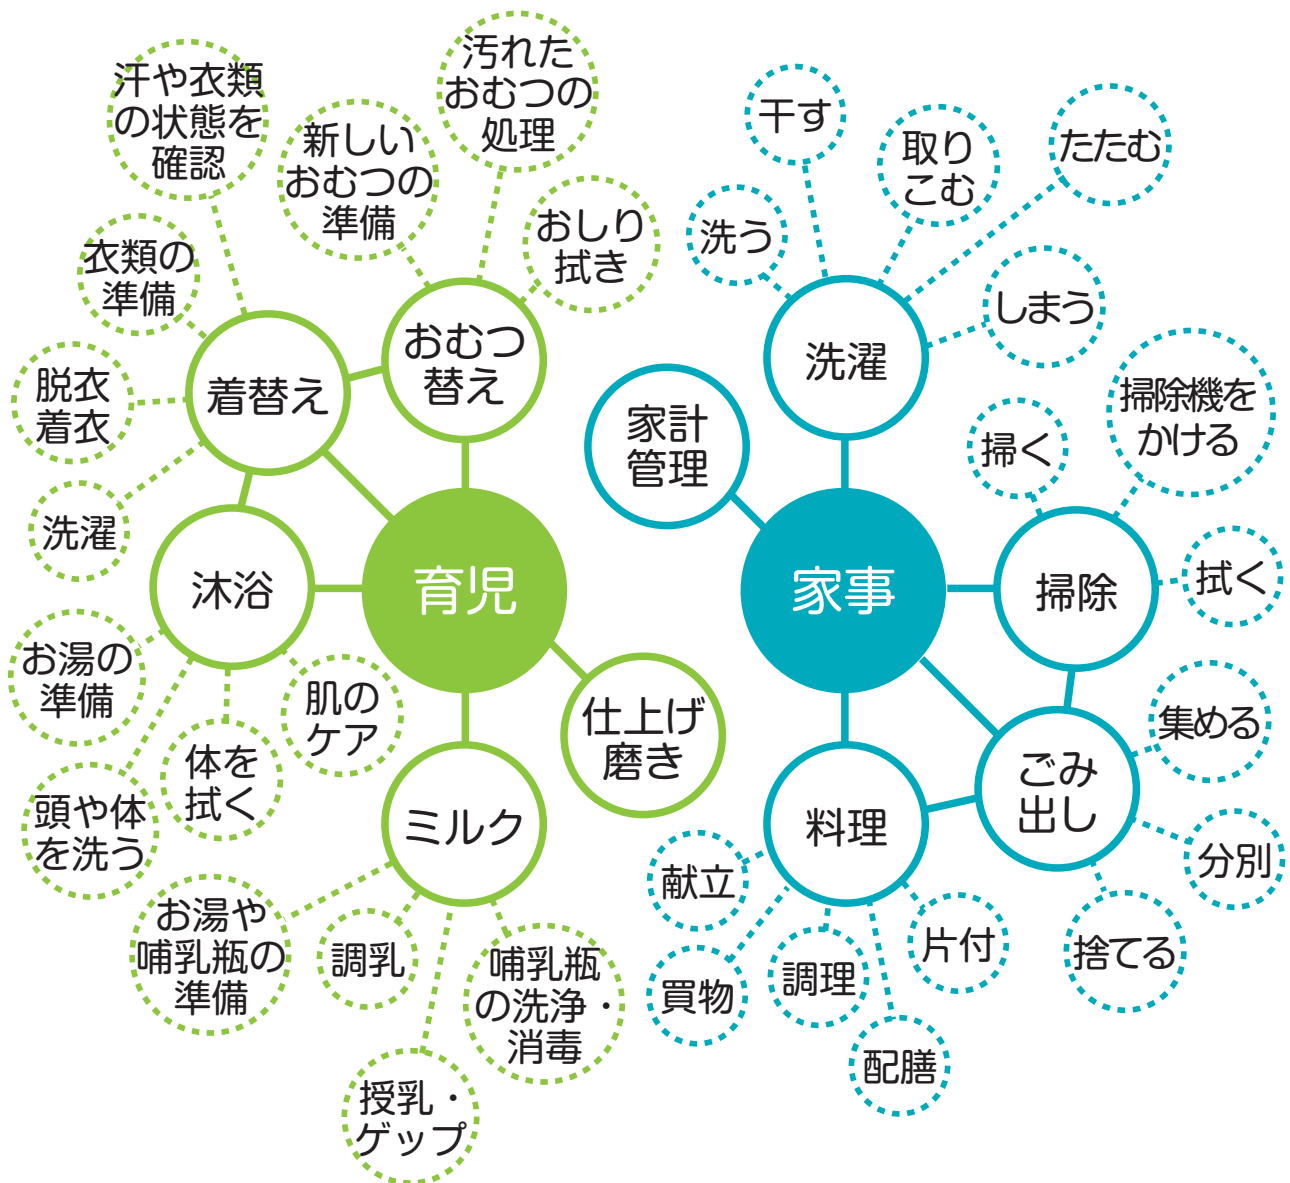 育児
おむつ
替え
汚れた
おむつの
処理
新しい
おむつの
準備
おしり
拭き
着替え
汗や衣類
の状態を
確認
衣類の
準備
脱衣
着衣
洗濯
沐浴
お湯の
準備
頭や体
を洗う
体を
拭く
肌の
ケア
ミルク
お湯や
哺乳瓶の
準備
調乳
授乳・
ゲップ
哺乳瓶
の洗浄・
消毒
仕上げ
磨き
家事
家計
管理
洗濯
洗う
干す
取り
こむ
たたむ
しまう
掃除
掃く
掃除機を
かける
拭く
ごみ
出し
集める
分別
捨てる
料理
献立
買物
調理
配膳
片付